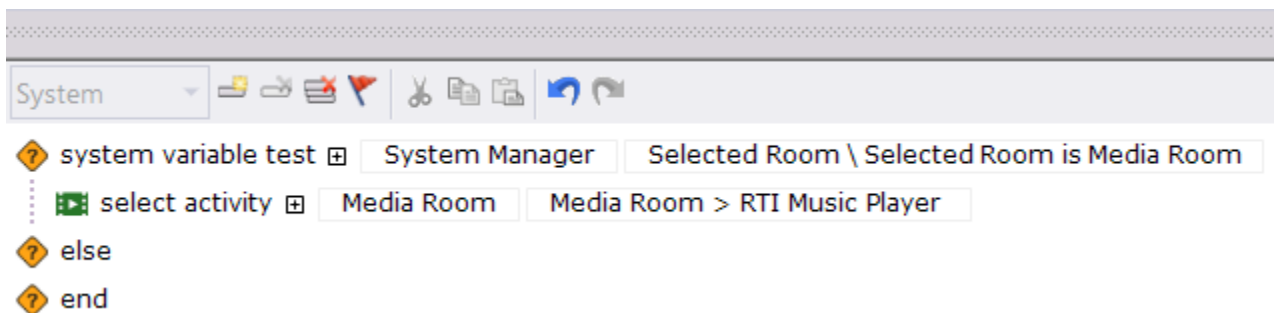 System
system variable test System Manager Selected Room \ Selected Room is Media Room
select activity Media Room Media Room > RTI Music Player
else
end